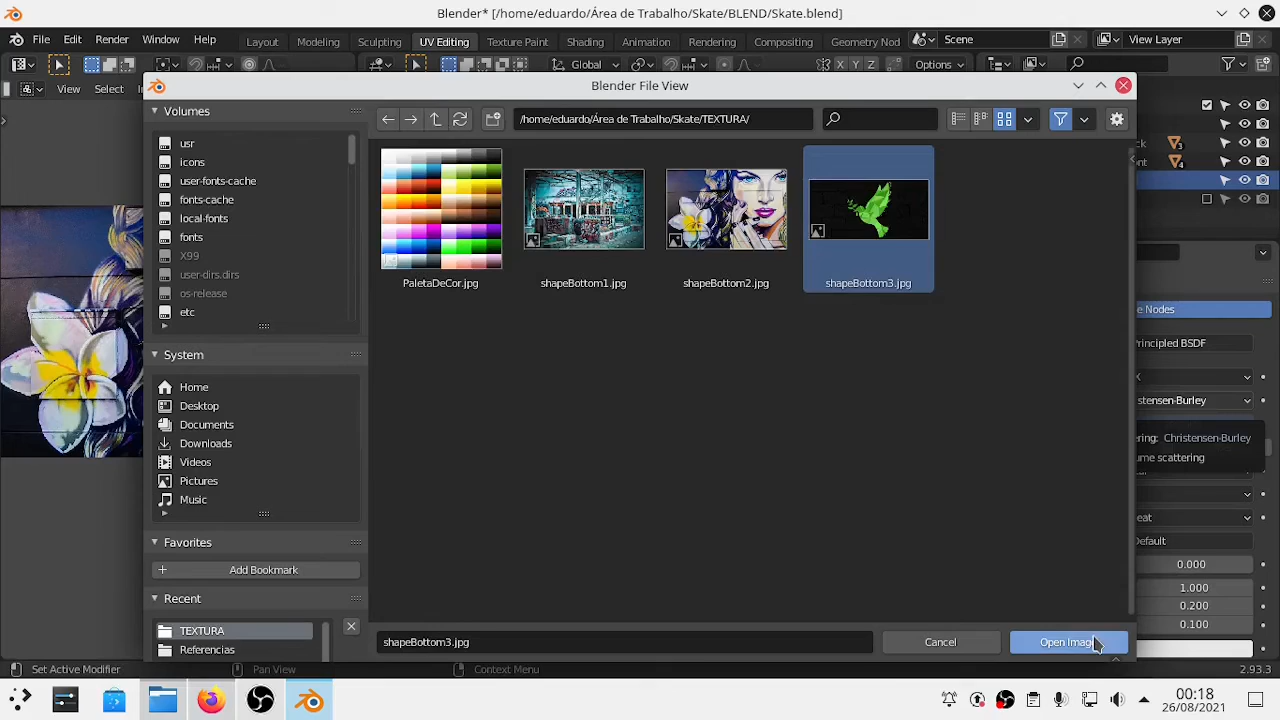 Blender* [/home/eduardo/Área de Trabalho/Skate/BLEND/Skate.blend]
File Edit Render Window Help
Layout Modeling Sculpting UV Editing Texture Paint Shading Animation Rendering Compositing Geometry Nod
Scene View Layer
View Select
Global
X Y Z
Options
Blender File View
Volumes
/home/eduardo/Área de Trabalho/Skate/TEXTURA/
usr
icons
user-fonts-cache
fonts-cache
local-fonts
fonts
X99
user-dirs.dirs
os-release
etc
PaletaDeCor.jpg
shapeBottom1.jpg
shapeBottom2.jpg
shapeBottom3.jpg
System
Home
Desktop
Documents
Downloads
Videos
Pictures
Music
Favorites
Add Bookmark
Recent
TEXTURA
Referencias
shapeBottom3.jpg
Cancel
Open Imag
ck
ont
e Nodes
Principled BSDF
X
stensen-Burley
ering: Christensen-Burley
ume scattering
eat
Default
0.000
1.000
0.200
0.100
Set Active Modifier
Pan View
Context Menu
2.93.3
00:18
26/08/2021